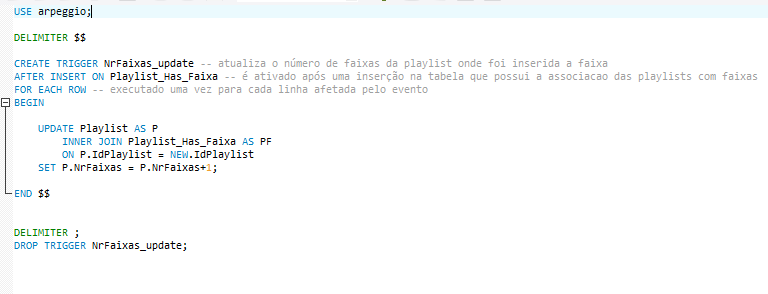 USE arpeggio;
DELIMITER $$
CREATE TRIGGER NrFaixas_update -- atualiza o número de faixas da playlist onde foi inserida a faixa
AFTER INSERT ON Playlist_Has_Faixa -- é ativado após uma inserção na tabela que possui a associacao das playlists com faixas
FOR EACH ROW -- executado uma vez para cada linha afetada pelo evento
BEGIN
UPDATE Playlist AS P
INNER JOIN Playlist_Has_Faixa AS PF
ON P.IdPlaylist = NEW.IdPlaylist
SET P.NrFaixas = P.NrFaixas+1;
END $$
DELIMITER ;
DROP TRIGGER NrFaixas_update;